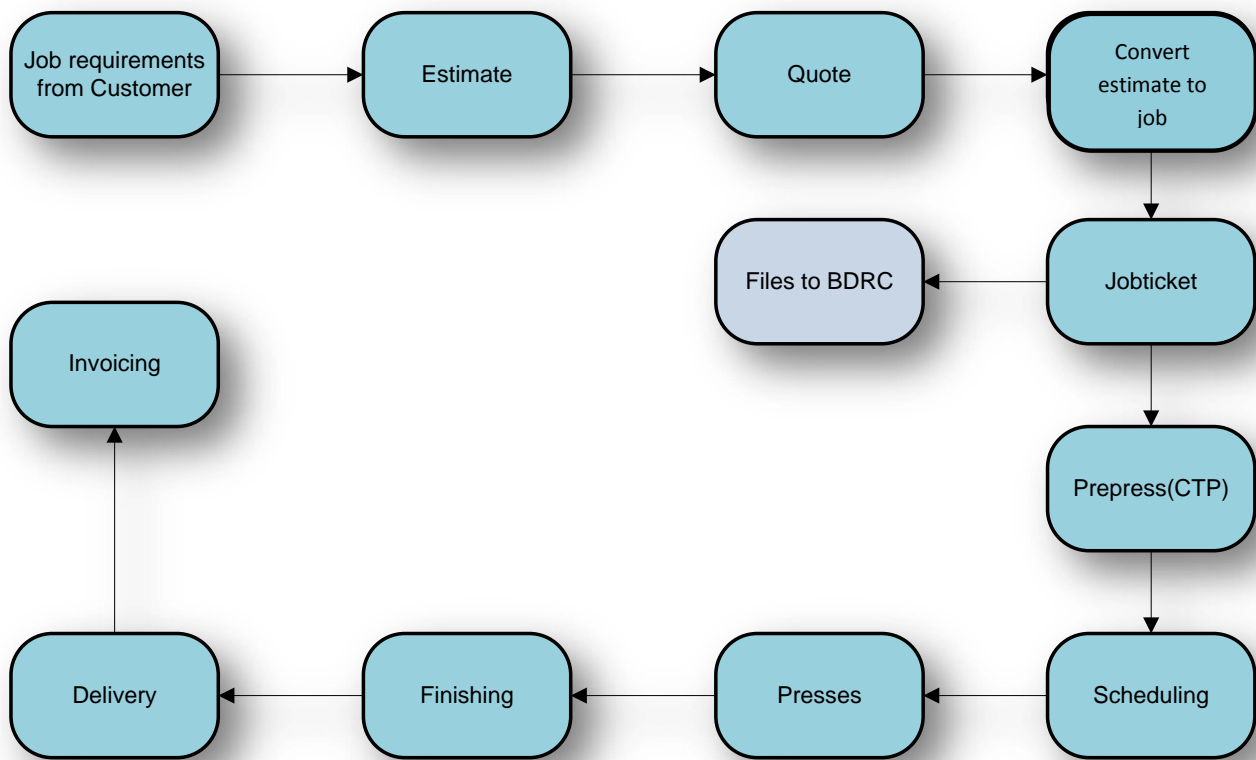 Job requirements
from Customer
Estimate
Quote
Convert
estimate to
job
Files to BDRC
Jobticket
Invoicing
Prepress(CTP)
Delivery
Finishing
Presses
Scheduling